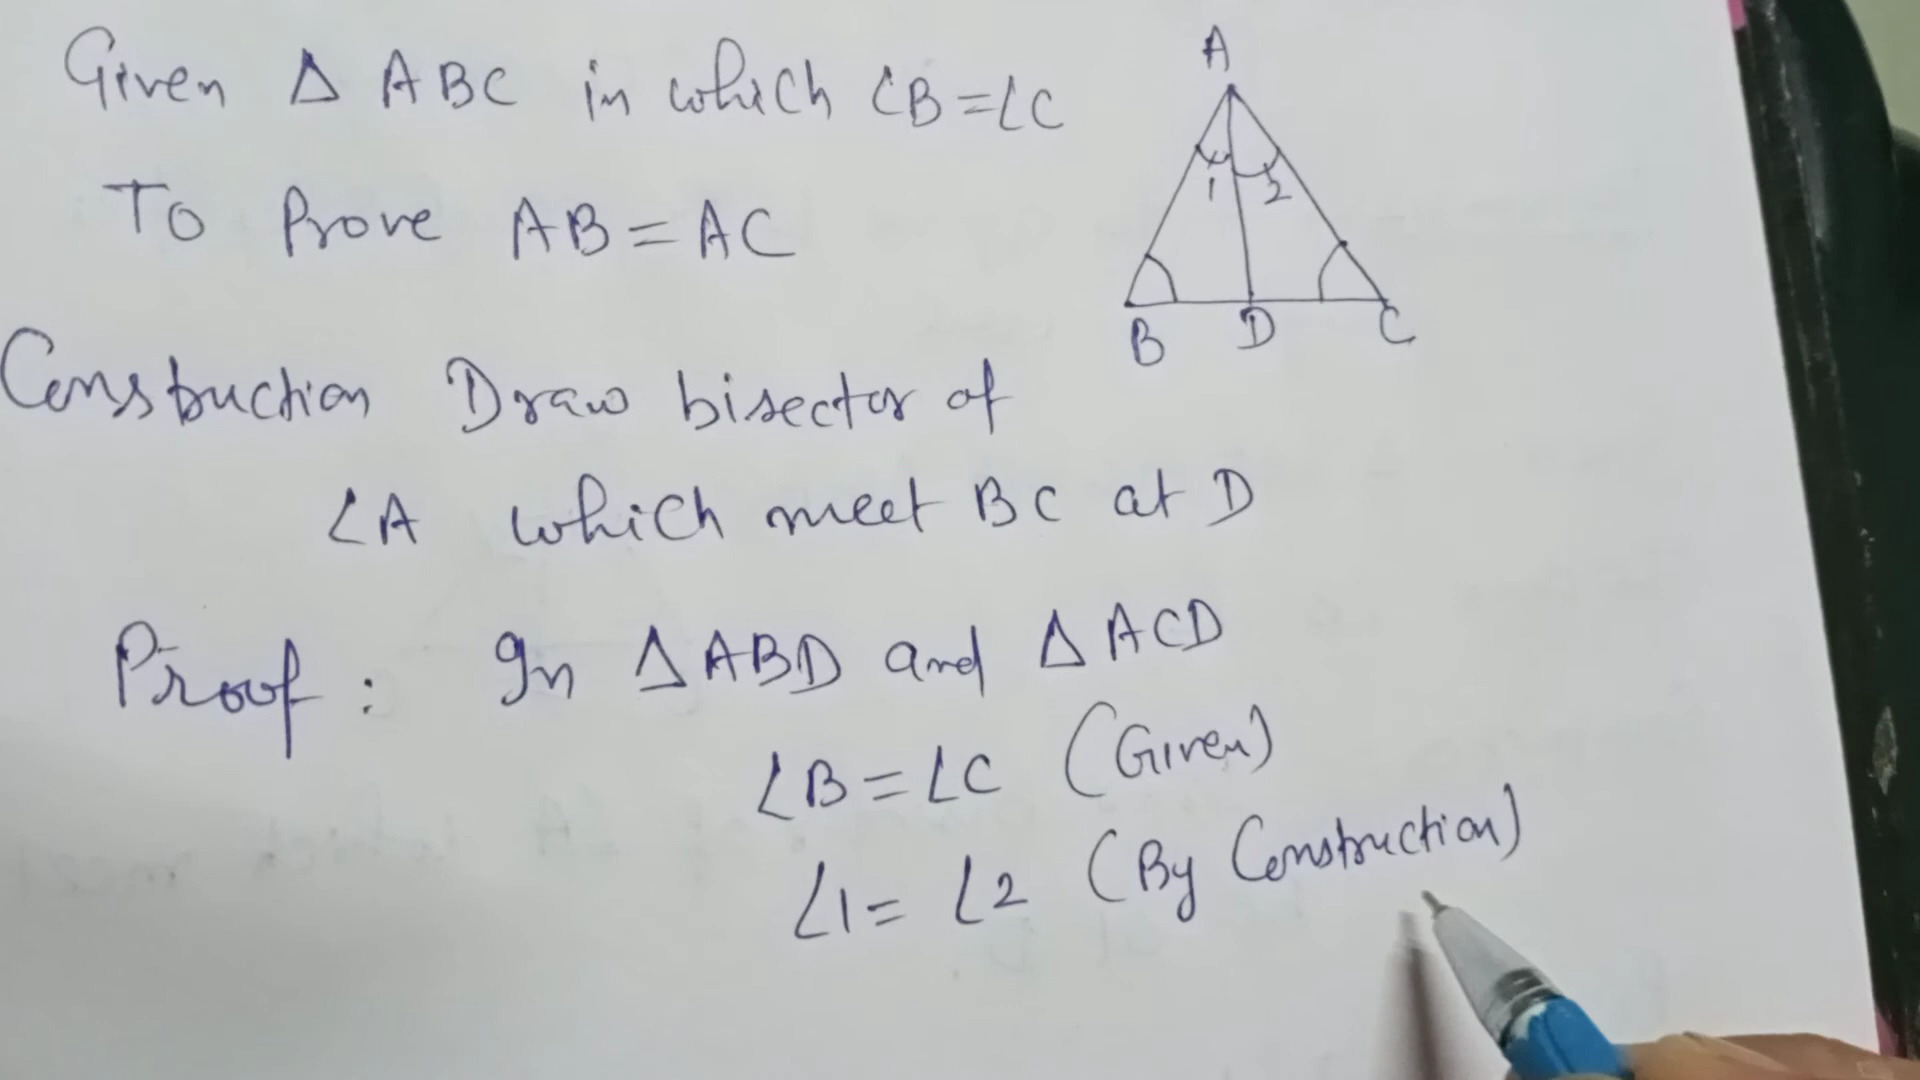 Given △ ABC in which ∠B=∠C
To Prove AB=AC
Construction Draw bisector of
∠A which meet BC at D
Proof : In △ABD and △ACD
∠B=∠C (Given)
∠1= ∠2 (By Construction)
A
1 2
B D C